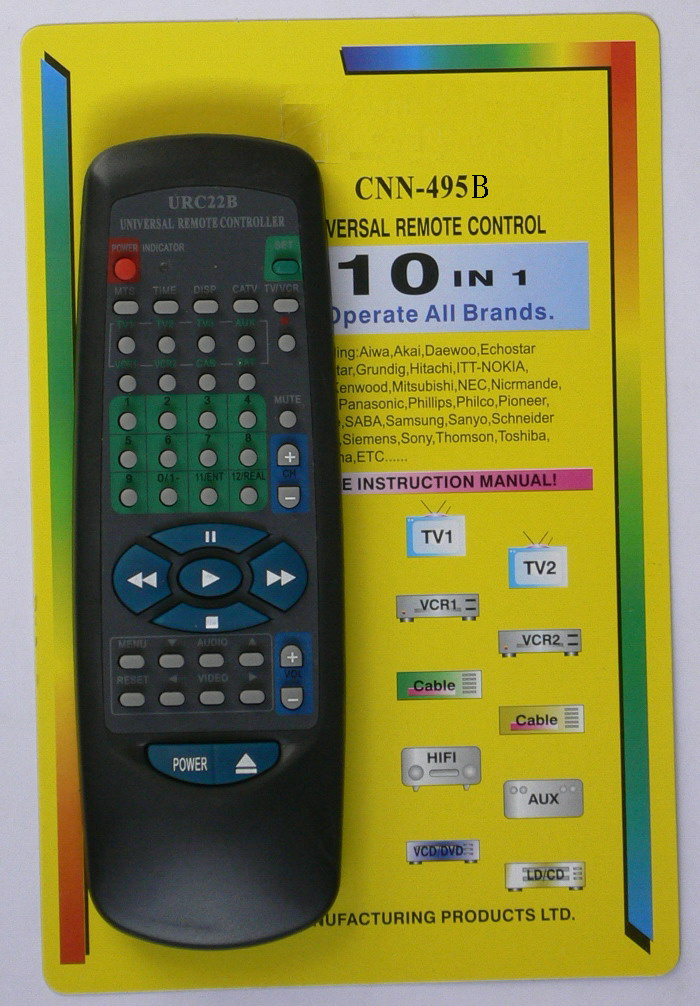 CNN-495B
VERSAL REMOTE CONTROL
10 IN 1
Operate All Brands.
ing:Aiwa,Akai,Daewoo,Echostar
tar,Grundig,Hitachi,ITT-NOKIA,
Kenwood,Mitsubishi,NEC,Nicrmande,
Panasonic,Phillips,Philco,Pioneer,
,SABA,Samsung,Sanyo,Schneider
,Siemens,Sony,Thomson,Toshiba,
ha,ETC......
E INSTRUCTION MANUAL!
TV1
TV2
VCR1
VCR2
Cable
Cable
HIFI
AUX
VCD/DVD
LD/CD
NUFACTURING PRODUCTS LTD.
URC22B
UNIVERSAL REMOTE CONTROLLER
POWER INDICATOR SET
MTS TIME DISP CATV TV/VCR
TV1 TV2 TV3 AUX
VCR1 VCR2 CAB SAT
1 2 3 4 MUTE
5 6 7 8
CH
9 0/1- 11/ENT 12/REAL
MENU AUDIO
VOL
RESET VIDEO
POWER